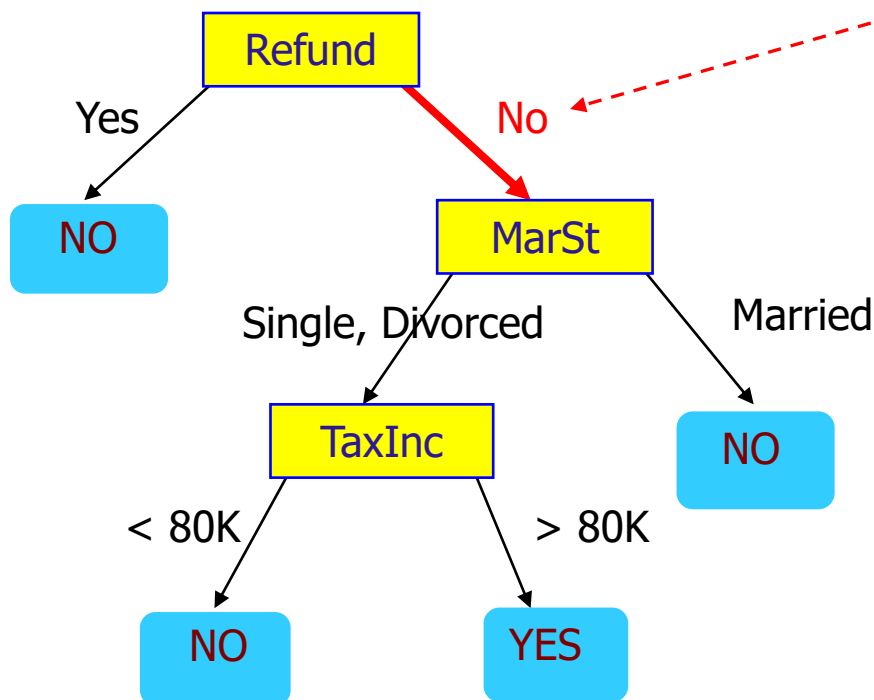 Refund
Yes
No
NO
MarSt
Single, Divorced
Married
TaxInc
NO
< 80K
> 80K
NO
YES